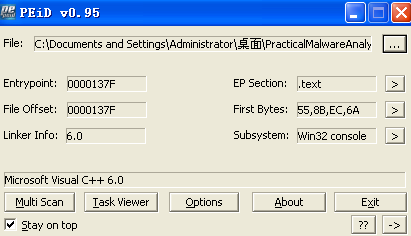 PEiD v0.95
File: C:\Documents and Settings\Administrator\桌面\PracticalMalwareAnaly ...
Entrypoint: 0000137F EP Section: .text >
File Offset: 0000137F First Bytes: 55,8B,EC,6A >
Linker Info: 6.0 Subsystem: Win32 console >
Microsoft Visual C++ 6.0
Multi Scan Task Viewer Options About Exit
Stay on top ?? ->